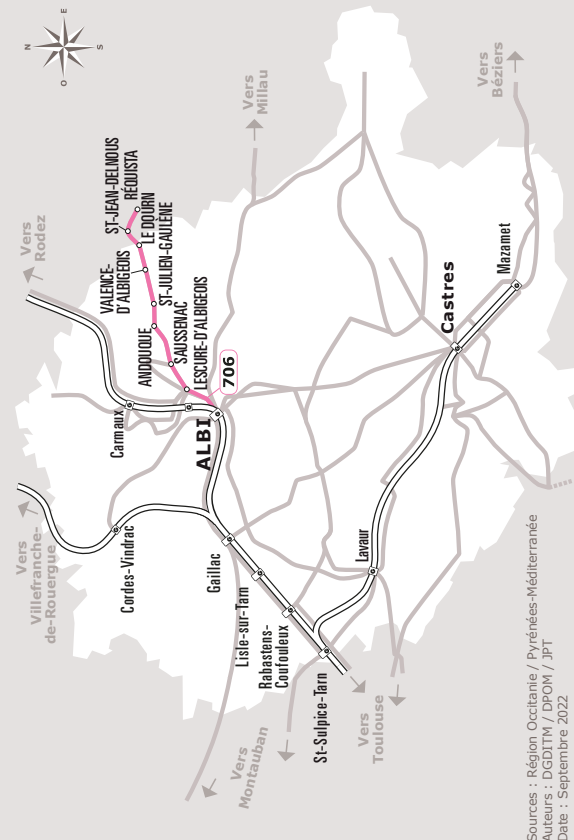 N
E
S
O
Vers
Rodez
Vers
Millau
Vers
Béziers
Vers
Villefranche-
de-Rouergue
Vers
Montauban
Vers
Toulouse
ST-JEAN-DELNOUS
RÉQUISTA
LE DOURN
VALENCE-
D'ALBIGEOIS
ST-JULIEN-GAULÈNE
ANDOUQUE
SAUSSENAC
LESCURE-D'ALBIGEOIS
706
ALBI
Carmaux
Cordes-Vindrac
Gaillac
Lisle-sur-Tarn
Rabastens-
Coufouleux
St-Sulpice-Tarn
Lavaur
Castres
Mazamet
Sources : Région Occitanie / Pyrénées-Méditerranée
Auteurs : DGDITM / DPOM / JPT
Date : Septembre 2022